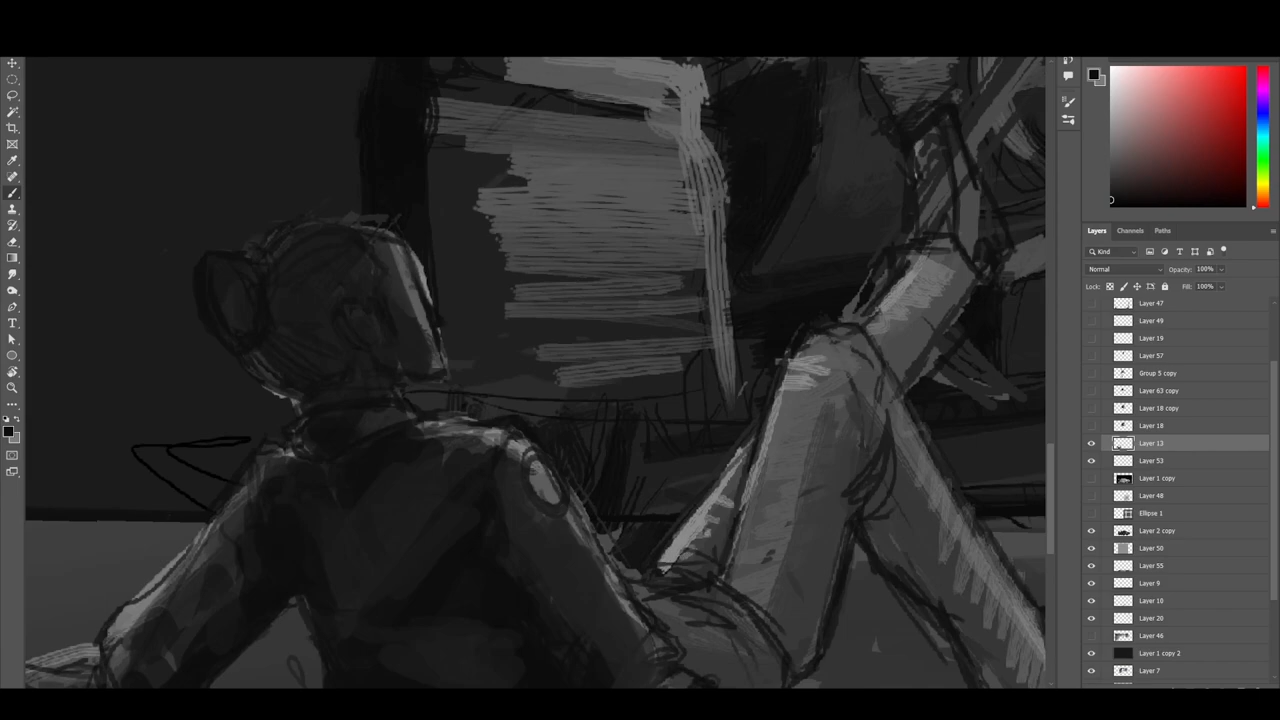 Layers Channels Paths
Kind
Normal Opacity: 100%
Lock: Fill: 100%
Layer 47
Layer 49
Layer 19
Layer 57
Group 5 copy
Layer 63 copy
Layer 18 copy
Layer 18
Layer 13
Layer 53
Layer 1 copy
Layer 48
Ellipse 1
Layer 2 copy
Layer 50
Layer 55
Layer 9
Layer 10
Layer 20
Layer 46
Layer 1 copy 2
Layer 7